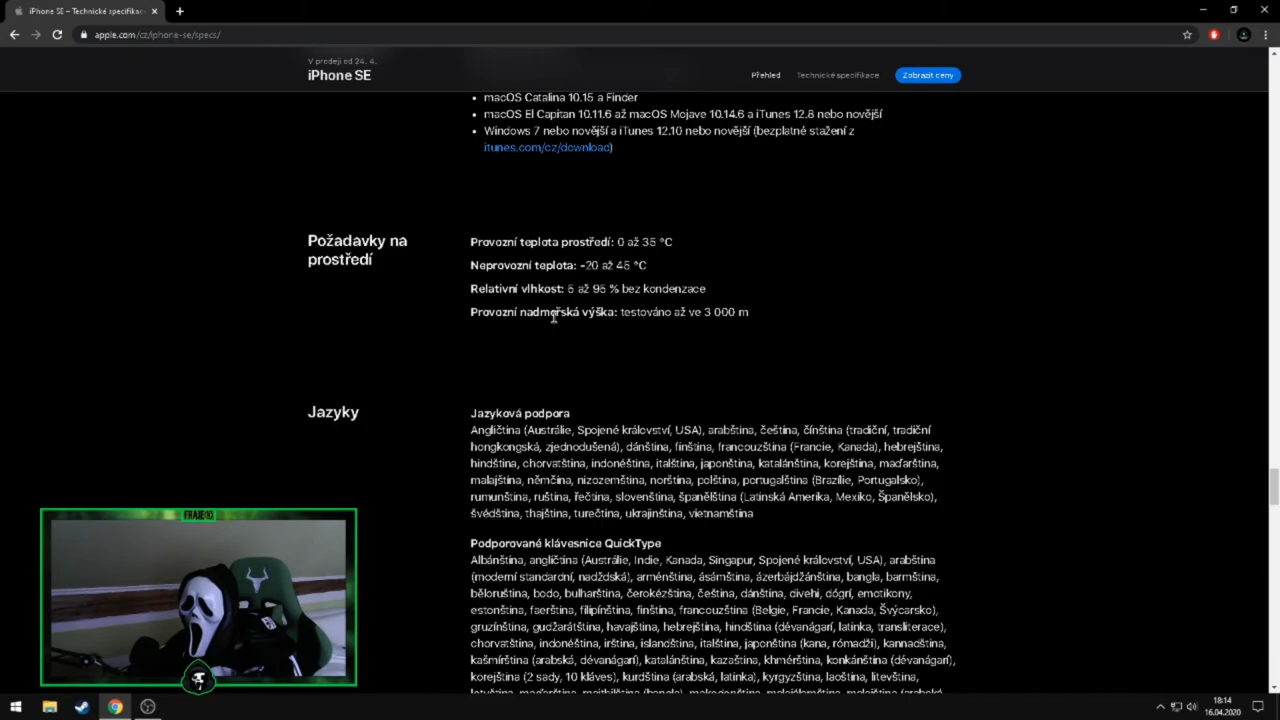 iPhone SE – Technické specifikac
apple.com/cz/iphone-se/specs/
V prodeji od 24. 4.
iPhone SE
Přehled
Technické specifikace
Zobrazit ceny
• macOS Catalina 10.15 a Finder
• macOS El Capitan 10.11.6 až macOS Mojave 10.14.6 a iTunes 12.8 nebo novější
• Windows 7 nebo novější a iTunes 12.10 nebo novější (bezplatné stažení z
itunes.com/cz/download)
Požadavky na
prostředí
Provozní teplota prostředí: 0 až 35 °C
Neprovozní teplota: -20 až 45 °C
Relativní vlhkost: 5 až 95 % bez kondenzace
Provozní nadmořská výška: testováno až ve 3 000 m
Jazyky
Jazyková podpora
Angličtina (Austrálie, Spojené království, USA), arabština, čeština, čínština (tradiční, tradiční
hongkongská, zjednodušená), dánština, finština, francouzština (Francie, Kanada), hebrejština,
hindština, chorvatština, indonéština, italština, japonština, katalánština, korejština, maďarština,
malajština, němčina, nizozemština, norština, polština, portugalština (Brazílie, Portugalsko),
rumunština, ruština, řečtina, slovenština, španělština (Latinská Amerika, Mexiko, Španělsko),
švédština, thajština, turečtina, ukrajinština, vietnamština
Podporované klávesnice QuickType
Albánština, angličtina (Austrálie, Indie, Kanada, Singapur, Spojené království, USA), arabština
(moderní standardní, nadždská), arménština, ásámština, ázerbájdžánština, bangla, barmština,
běloruština, bodo, bulharština, čerokézština, čeština, dánština, divehi, dógrí, emotikony,
estonština, faerština, filipínština, finština, francouzština (Belgie, Francie, Kanada, Švýcarsko),
gruzínština, gudžarátština, havajština, hebrejština, hindština (dévanágarí, latinka, transliterace),
chorvatština, indonéština, irština, islandština, italština, japonština (kana, rómadži), kannadština,
kašmírština (arabská, dévanágarí), katalánština, kazaština, khmérština, konkánština (dévanágarí),
korejština (2 sady, 10 kláves), kurdština (arabská, latinka), kyrgyzština, laoština, litevština,
18:14
16.04.2020